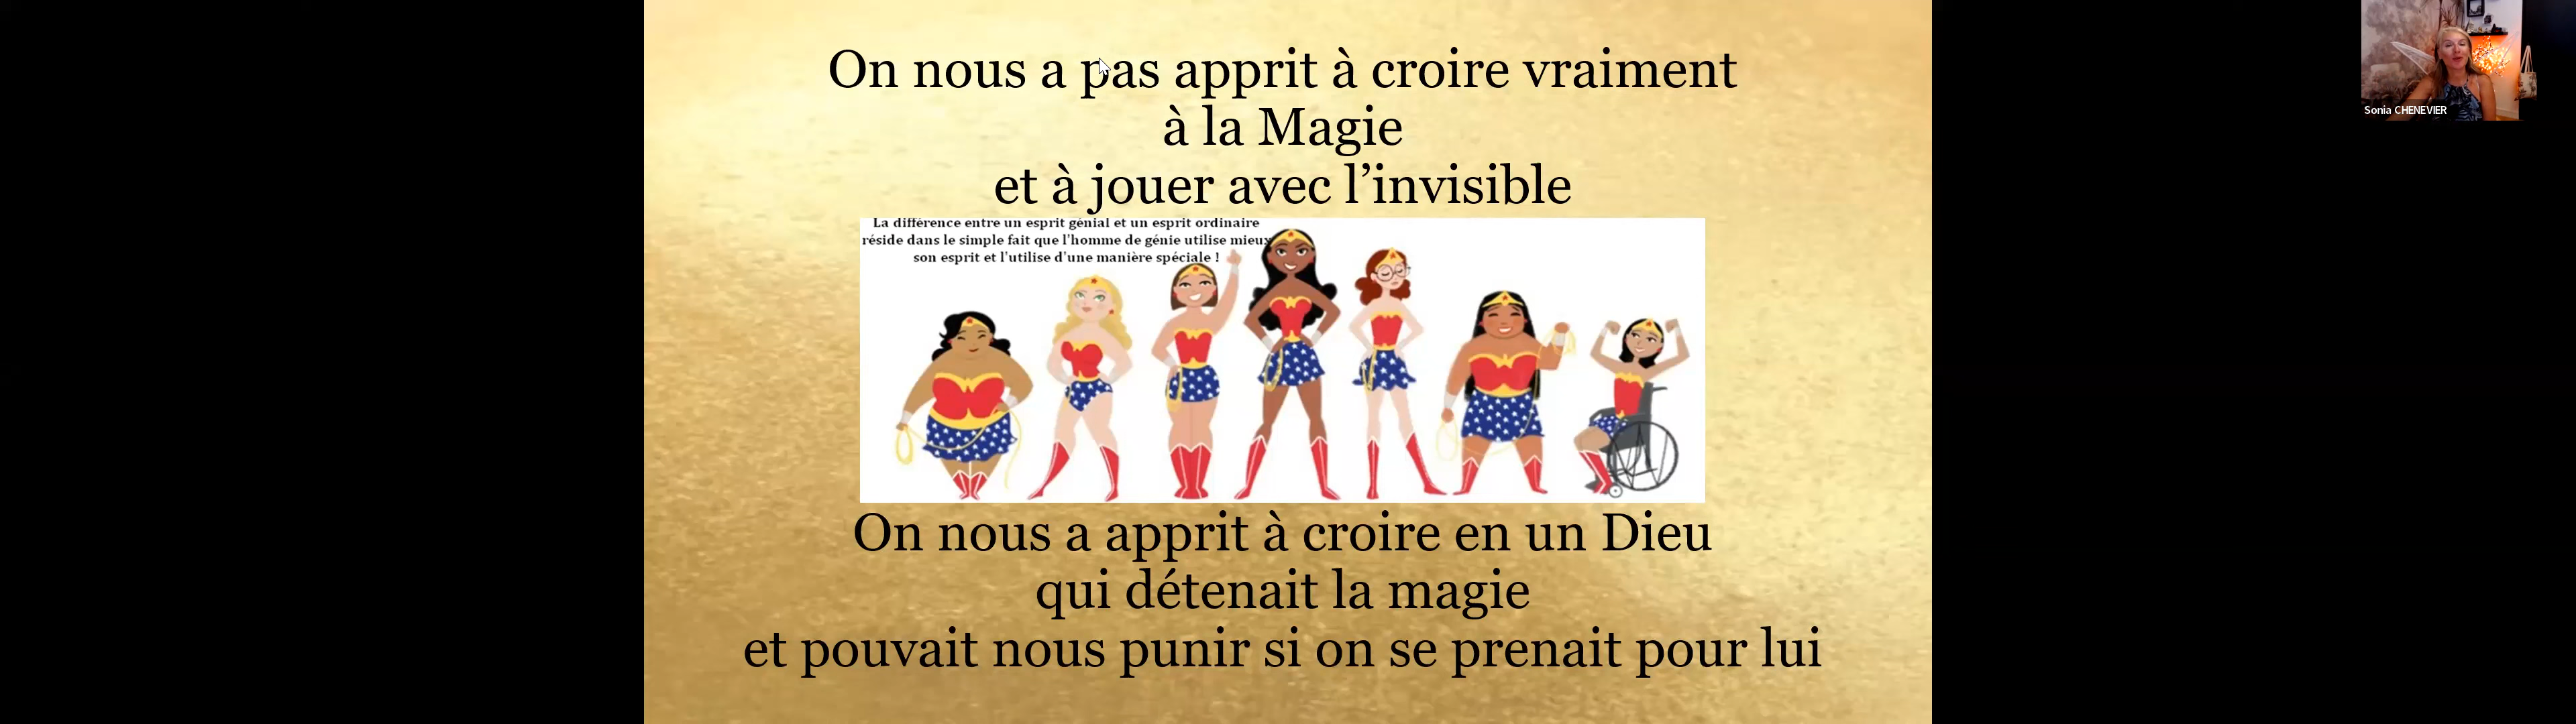 On nous a pas apprit à croire vraiment
à la Magie
et à jouer avec l’invisible
La différence entre un esprit génial et un esprit ordinaire
réside dans le simple fait que l'homme de génie utilise mieux
son esprit et l'utilise d'une manière spéciale !
On nous a apprit à croire en un Dieu
qui détenait la magie
et pouvait nous punir si on se prenait pour lui
Sonia CHENEVIER